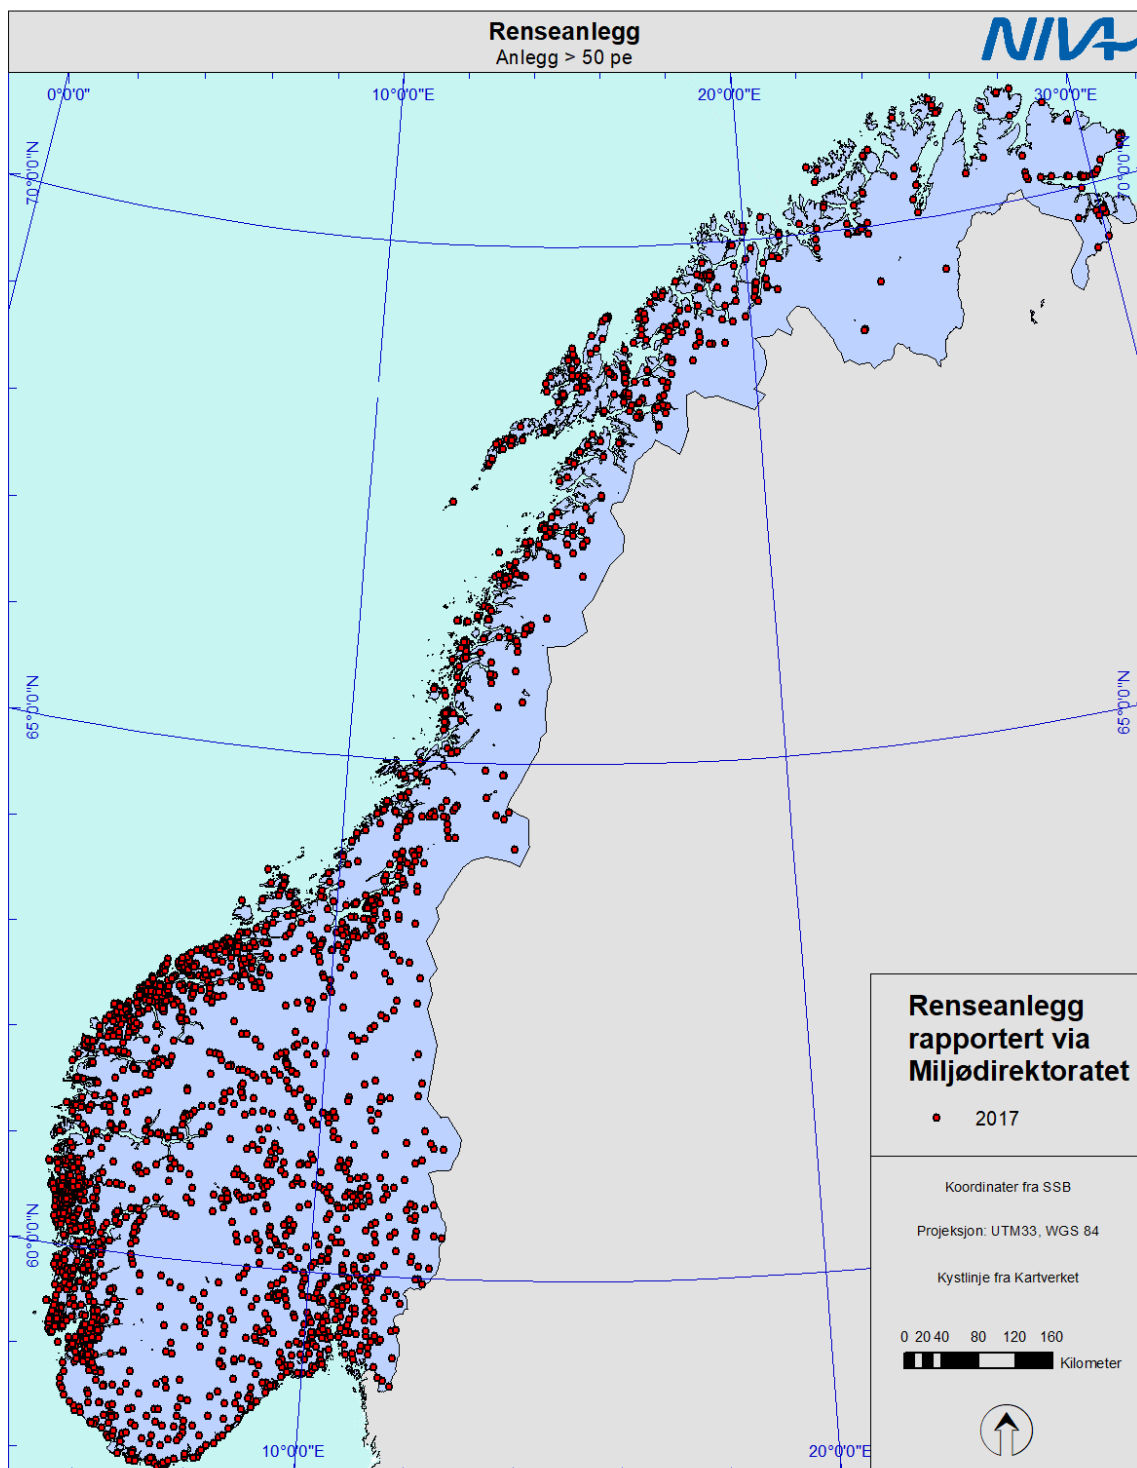 Renseanlegg
Anlegg > 50 pe
NIVA
0°0'0"
10°0'0"E
20°0'0"E
30°0'0"E
70°0'0"N
70°0'0"N
65°0'0"N
65°0'0"N
60°0'0"N
10°0'0"E
20°0'0"E
Renseanlegg
rapportert via
Miljødirektoratet
2017
Koordinater fra SSB
Projeksjon: UTM33, WGS 84
Kystlinje fra Kartverket
0 20 40 80 120 160
Kilometer